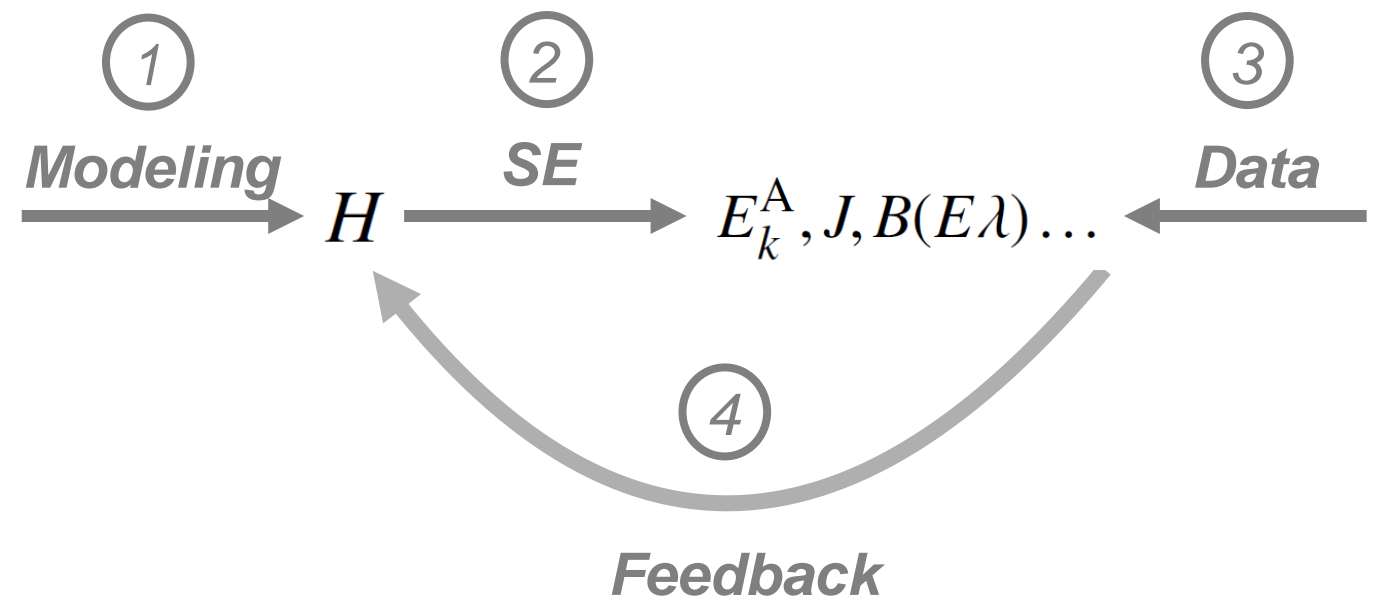 1 2 3
Modeling SE Data
H E_k^A, J, B(Eλ)…
4
Feedback